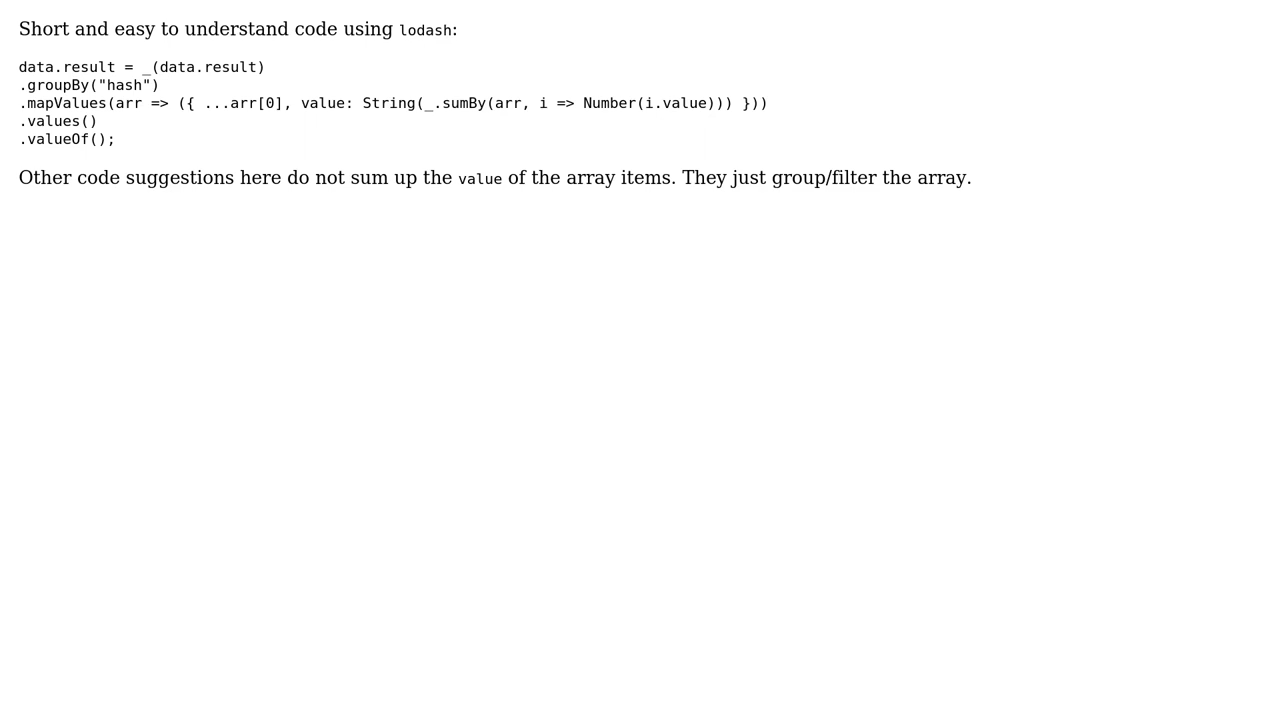 Short and easy to understand code using lodash:
data.result = _(data.result)
.groupBy("hash")
.mapValues(arr => ({ ...arr[0], value: String(_.sumBy(arr, i => Number(i.value))) }))
.values()
.valueOf();
Other code suggestions here do not sum up the value of the array items. They just group/filter the array.